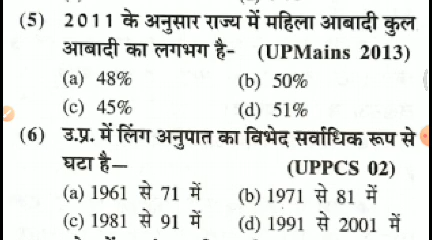 (5) 2011 के अनुसार राज्य में महिला आबादी कुल
आबादी का लगभग है- (UPMains 2013)
(a) 48% (b) 50%
(c) 45% (d) 51%
(6) उ.प्र. में लिंग अनुपात का विभेद सर्वाधिक रूप से
घटा है— (UPPCS 02)
(a) 1961 से 71 में (b) 1971 से 81 में
(c) 1981 से 91 में (d) 1991 से 2001 में